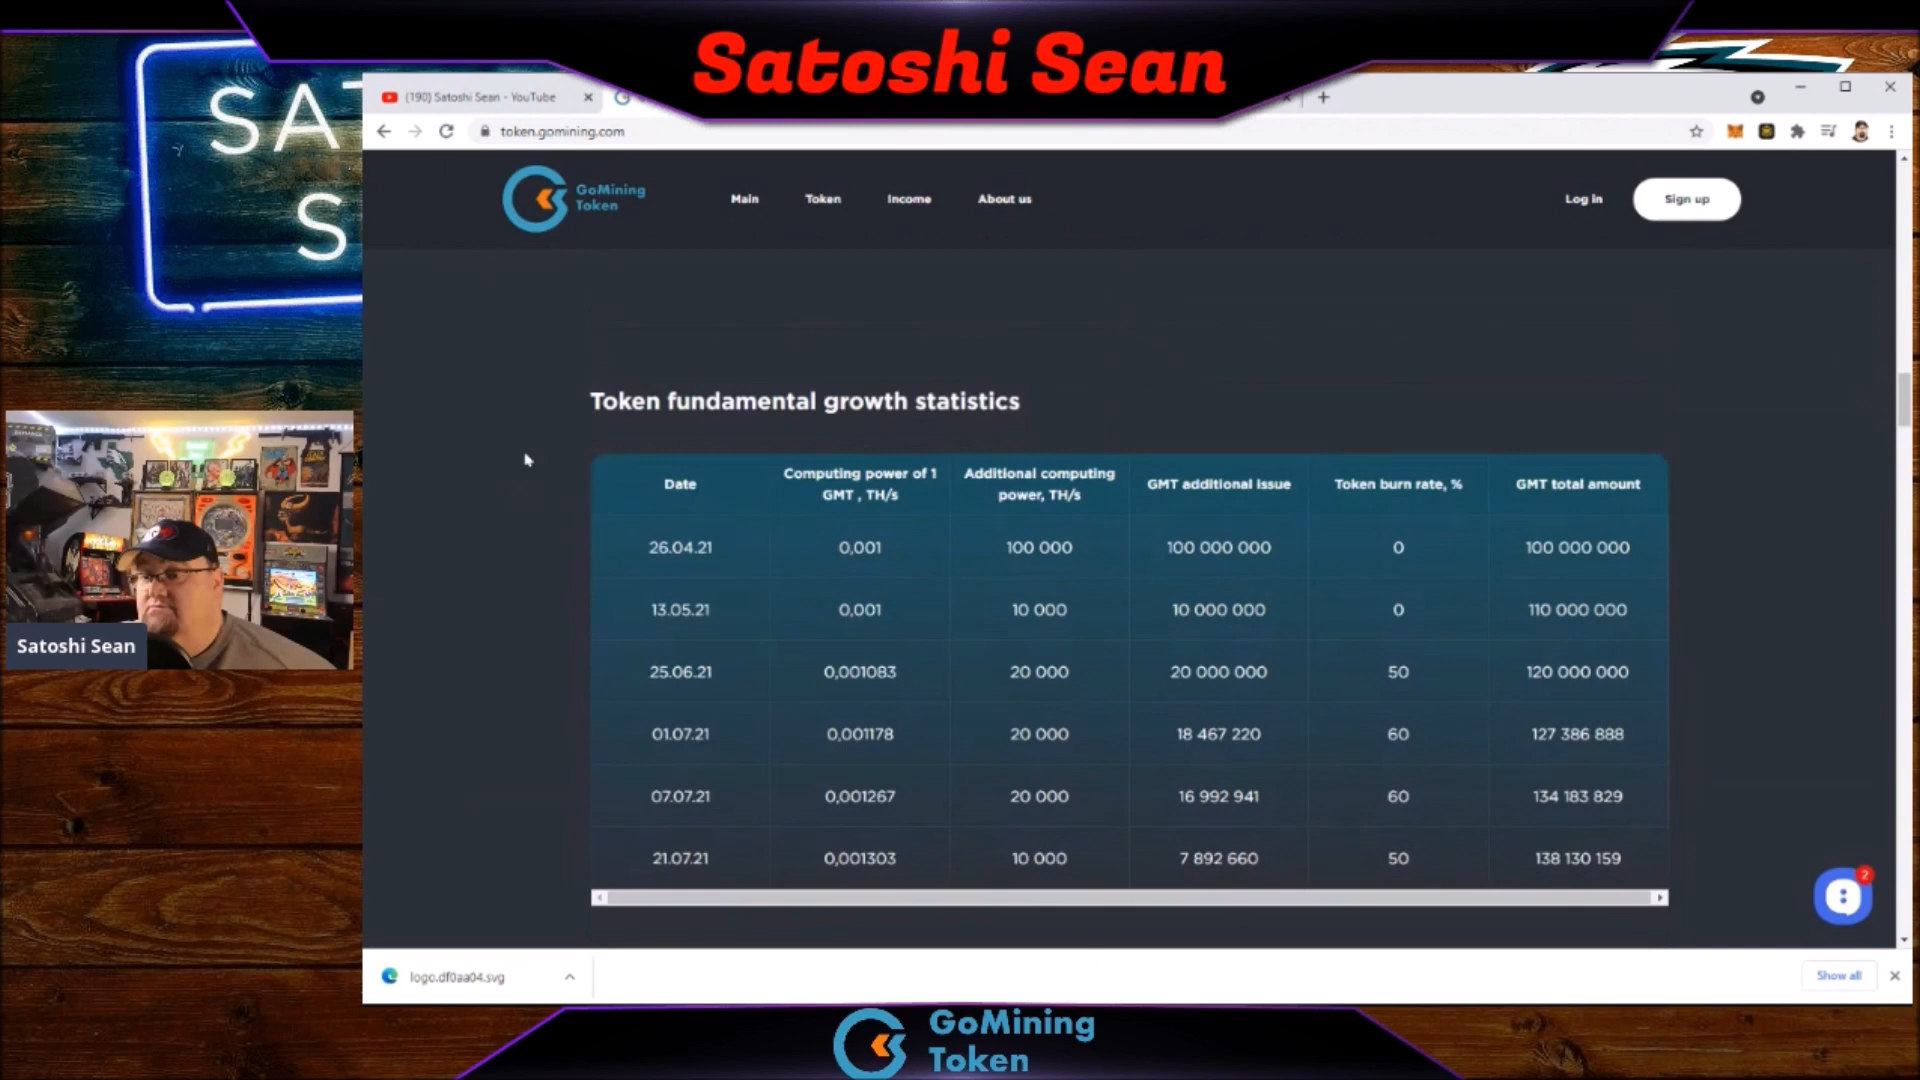 Satoshi Sean
SAT
S
(190) Satoshi Sean - YouTube
token.gomining.com
GoMining
Token
Main
Token
Income
About us
Log In
Sign up
Token fundamental growth statistics
Date
Computing power of 1
GMT , TH/s
Additional computing
power, TH/s
GMT additional issue
Token burn rate, %
GMT total amount
26.04.21 0,001 100 000 100 000 000 0 100 000 000
13.05.21 0,001 10 000 10 000 000 0 110 000 000
25.06.21 0,001083 20 000 20 000 000 50 120 000 000
01.07.21 0,001178 20 000 18 467 220 60 127 386 888
07.07.21 0,001267 20 000 16 992 941 60 134 183 829
21.07.21 0,001303 10 000 7 892 660 50 138 130 159
2
Satoshi Sean
logo.df0aa04.svg
Show all
GoMining
Token